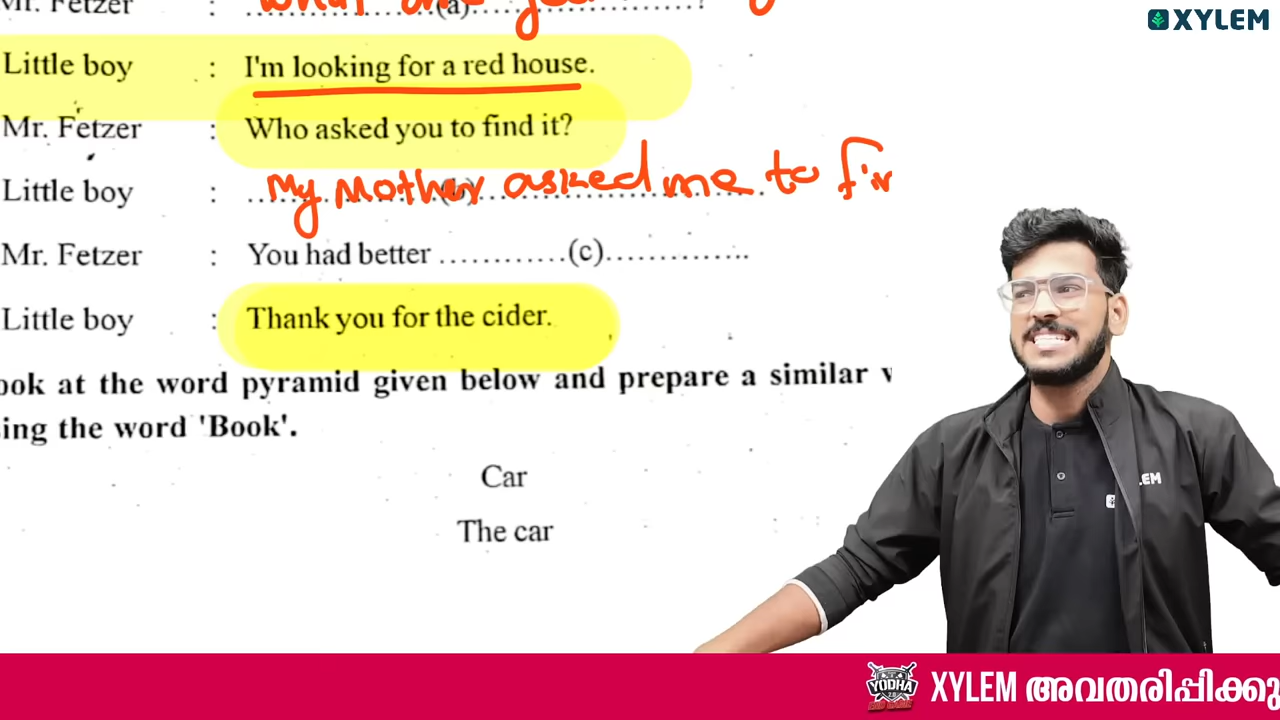 Mr. Fetzer : ..................(a)..................?
XYLEM
Little boy : I'm looking for a red house.
Mr. Fetzer : Who asked you to find it?
Little boy : My mother asked me to
Mr. Fetzer : You had better ............(c)..............
Little boy : Thank you for the cider.
ook at the word pyramid given below and prepare a similar
ing the word 'Book'.
Car
The car
LEM
YODHA
XYLEM അവതരിപ്പിക്കു